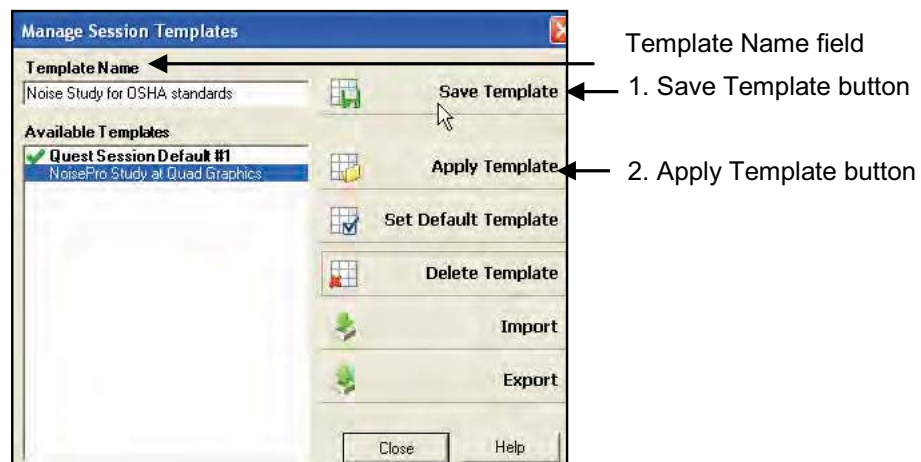 Manage Session Templates
Template Name
Noise Study for OSHA standards
Available Templates
Quest Session Default #1
NoisePro Study at Quad Graphics
Save Template
Apply Template
Set Default Template
Delete Template
Import
Export
Close
Help
Template Name field
1. Save Template button
2. Apply Template button